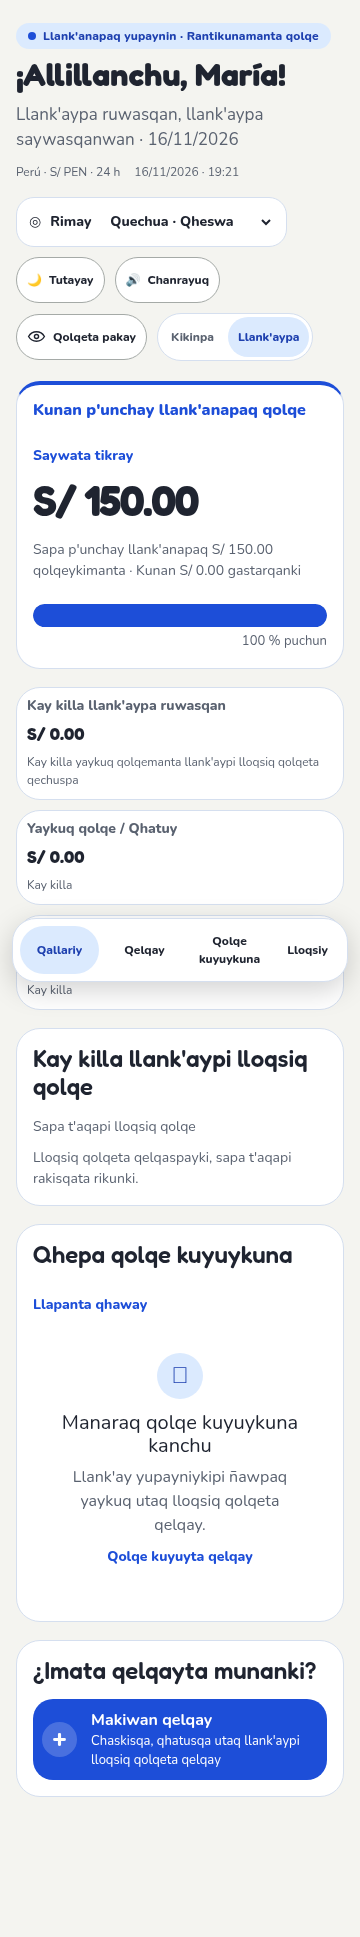 Llank'anapaq yupaynin · Rantikunamanta qolqe
¡Allillanchu, María!
Llank'aypa ruwasqan, llank'aypa
saywasqanwan · 16/11/2026
Perú · S/ PEN · 24 h 16/11/2026 · 19:21
Rimay Quechua · Qheswa
Tutayay Chanrayuq
Qolqeta pakay Kikinpa Llank'aypa
Kunan p'unchay llank'anapaq qolqe
Saywata tikray
S/ 150.00
Sapa p'unchay llank'anapaq S/ 150.00
qolqeykimanta · Kunan S/ 0.00 gastarqanki
100 % puchun
Kay killa llank'aypa ruwasqan
S/ 0.00
Kay killa yaykuq qolqemanta llank'aypi lloqsiq qolqeta
qechuspa
Yaykuq qolqe / Qhatuy
S/ 0.00
Kay killa
Qallariy Qelqay Qolqe kuyuykuna Lloqsiy
Kay killa
Kay killa llank'aypi lloqsiq
qolqe
Sapa t'aqapi lloqsiq qolqe
Lloqsiq qolqeta qelqaspayki, sapa t'aqapi
rakisqata rikunki.
Qhepa qolqe kuyuykuna
Llapanta qhaway
Manaraq qolqe kuyuykuna
kanchu
Llank'ay yupayniykipi ñawpaq
yaykuq utaq lloqsiq qolqeta
qelqay.
Qolqe kuyuyta qelqay
¿Imata qelqayta munanki?
Makiwan qelqay
Chaskisqa, qhatusqa utaq llank'aypi
lloqsiq qolqeta qelqay